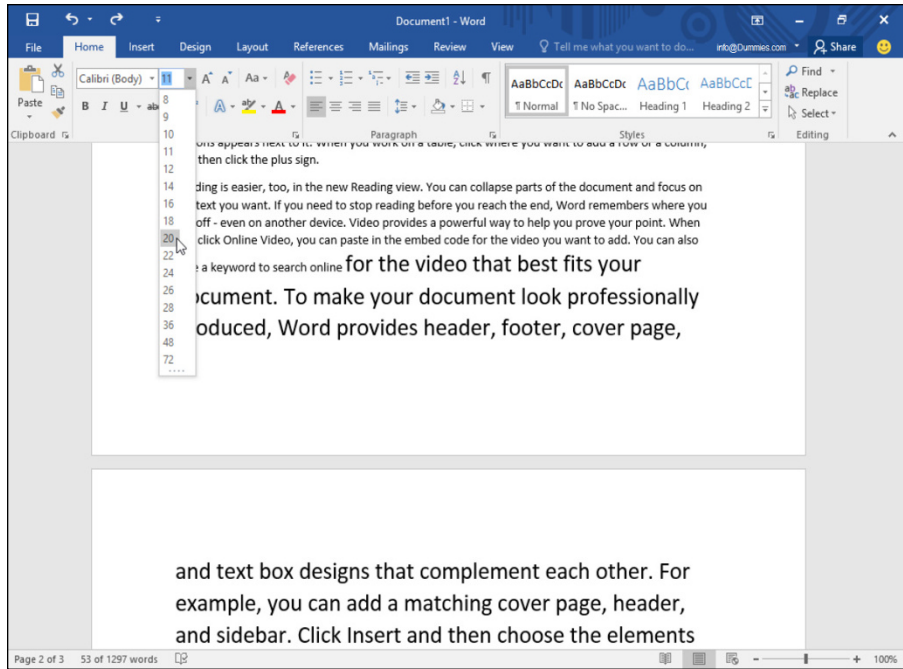 Document1 - Word
File Home Insert Design Layout References Mailings Review View Tell me what you want to do... info@Dummies.com Share
Calibri (Body) 11 A A Aa AaBbCcDc AaBbCcDc AaBbCc AaBbCcD Find
Paste B I U abc A A ¶ Normal ¶ No Spac... Heading 1 Heading 2 Replace
Select
Clipboard Paragraph Styles Editing
8
9
10
11
12
14
16
18
20
22
24
26
28
36
48
72
ons appears next to it. When you work on a table, click where you want to add a row or a column,
then click the plus sign.
ding is easier, too, in the new Reading view. You can collapse parts of the document and focus on
text you want. If you need to stop reading before you reach the end, Word remembers where you
off - even on another device. Video provides a powerful way to help you prove your point. When
click Online Video, you can paste in the embed code for the video you want to add. You can also
e a keyword to search online for the video that best fits your
ocument. To make your document look professionally
oduced, Word provides header, footer, cover page,
and text box designs that complement each other. For
example, you can add a matching cover page, header,
and sidebar. Click Insert and then choose the elements
Page 2 of 3 53 of 1297 words 100%